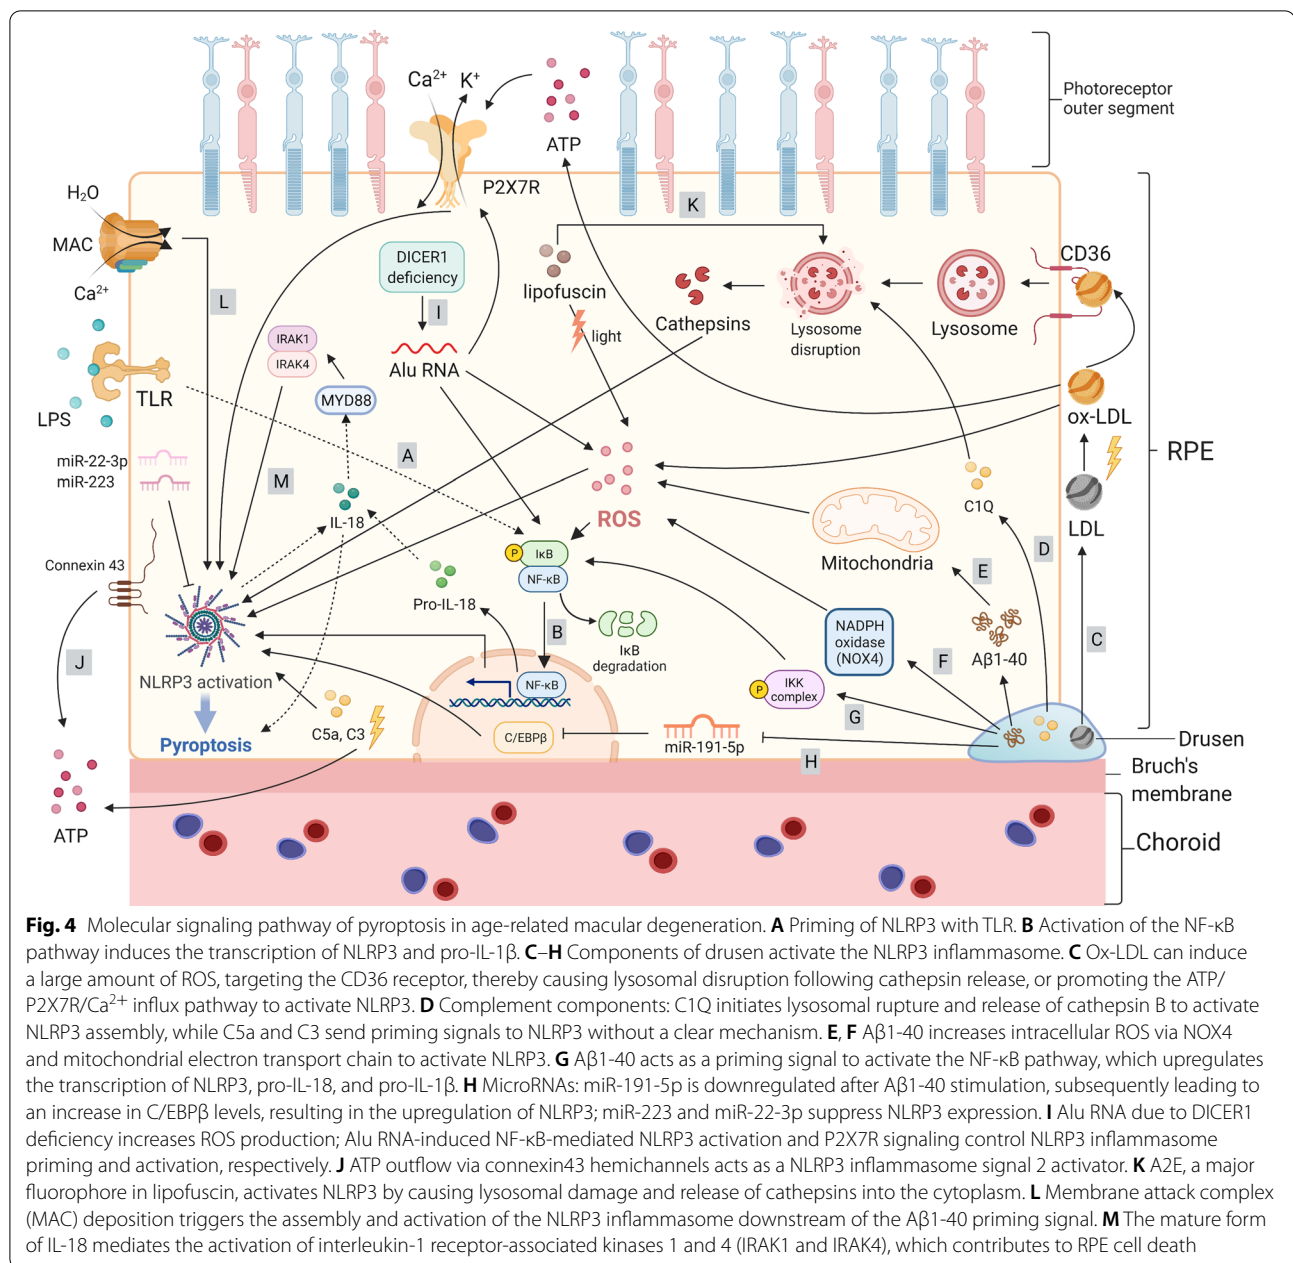 Photoreceptor
outer segment
Ca²⁺ K⁺
ATP
P2X7R
K
H₂O
MAC
Ca²⁺
L
DICER1
deficiency
I
lipofuscin
light
Cathepsins
Lysosome
disruption
Lysosome
CD36
IRAK1
IRAK4
Alu RNA
MYD88
TLR
LPS
ox-LDL
RPE
A
miR-22-3p
miR-223
M
IL-18
ROS
C1Q
LDL
Mitochondria
D
E
Connexin 43
P
IκB
NF-κB
Pro-IL-18
B
IκB
degradation
NADPH
oxidase
(NOX4)
Aβ1-40
C
F
J
NLRP3 activation
NF-κB
P
IKK
complex
G
C5a, C3
Pyroptosis
C/EBPβ
miR-191-5p
H
Drusen
Bruch's
membrane
ATP
Choroid
Fig. 4 Molecular signaling pathway of pyroptosis in age-related macular degeneration. A Priming of NLRP3 with TLR. B Activation of the NF-κB
pathway induces the transcription of NLRP3 and pro-IL-1β. C–H Components of drusen activate the NLRP3 inflammasome. C Ox-LDL can induce
a large amount of ROS, targeting the CD36 receptor, thereby causing lysosomal disruption following cathepsin release, or promoting the ATP/
P2X7R/Ca²⁺ influx pathway to activate NLRP3. D Complement components: C1Q initiates lysosomal rupture and release of cathepsin B to activate
NLRP3 assembly, while C5a and C3 send priming signals to NLRP3 without a clear mechanism. E, F Aβ1-40 increases intracellular ROS via NOX4
and mitochondrial electron transport chain to activate NLRP3. G Aβ1-40 acts as a priming signal to activate the NF-κB pathway, which upregulates
the transcription of NLRP3, pro-IL-18, and pro-IL-1β. H MicroRNAs: miR-191-5p is downregulated after Aβ1-40 stimulation, subsequently leading to
an increase in C/EBPβ levels, resulting in the upregulation of NLRP3; miR-223 and miR-22-3p suppress NLRP3 expression. I Alu RNA due to DICER1
deficiency increases ROS production; Alu RNA-induced NF-κB-mediated NLRP3 activation and P2X7R signaling control NLRP3 inflammasome
priming and activation, respectively. J ATP outflow via connexin43 hemichannels acts as a NLRP3 inflammasome signal 2 activator. K A2E, a major
fluorophore in lipofuscin, activates NLRP3 by causing lysosomal damage and release of cathepsins into the cytoplasm. L Membrane attack complex
(MAC) deposition triggers the assembly and activation of the NLRP3 inflammasome downstream of the Aβ1-40 priming signal. M The mature form
of IL-18 mediates the activation of interleukin-1 receptor-associated kinases 1 and 4 (IRAK1 and IRAK4), which contributes to RPE cell death